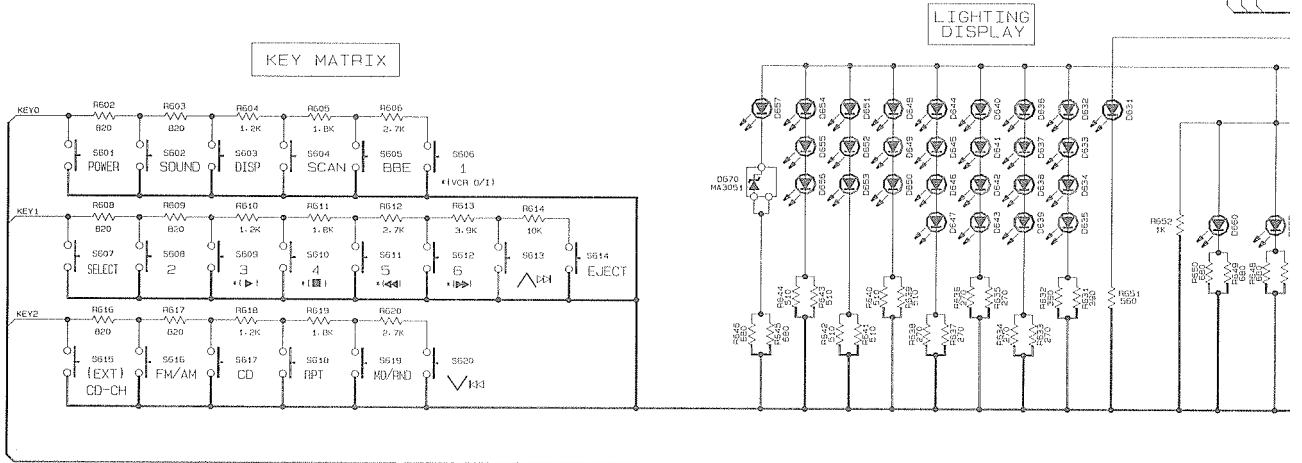 LIGHTING
DISPLAY
KEY MATRIX
KEY0
R602 R603 R604 R605 R606
820 820 1.2K 1.8K 2.7K
S601 S602 S603 S604 S605 S606
POWER SOUND DISP SCAN BBE 1
*(VCR O/I)
KEY1
R608 R609 R610 R611 R612 R613 R614
820 820 1.2K 1.8K 2.7K 3.9K 10K
S607 S608 S609 S610 S611 S612 S613 S614
SELECT 2 3 4 5 6 EJECT
KEY2
R616 R617 R618 R619 R620
820 820 1.2K 1.8K 2.7K
S615 S616 S617 S618 S619 S620
(EXT) FM/AM CD RPT MD/RND
CD-CH
D657 D654 D651 D648 D644 D640 D636 D632 D631
D655 D652 D649 D645 D641 D637 D633
D670
MA3051
D656 D653 D650 D646 D642 D638 D634
D647 D643 D639 D635
R652
1K
D660
R644 510
R643 510
R640 510
R639 510
R636 270
R635 270
R632 390
R631 390
R651
560
R650 680
R649 680
R648 680
R646 680
R645 680
R642 510
R641 510
R638 270
R637 270
R634 270
R633 270